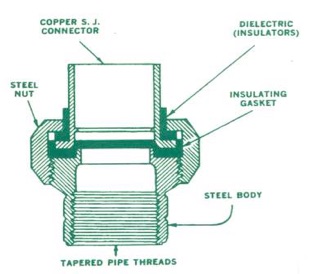 COPPER S. J.
CONNECTOR
DIELECTRIC
(INSULATORS)
STEEL
NUT
INSULATING
GASKET
STEEL BODY
TAPERED PIPE THREADS